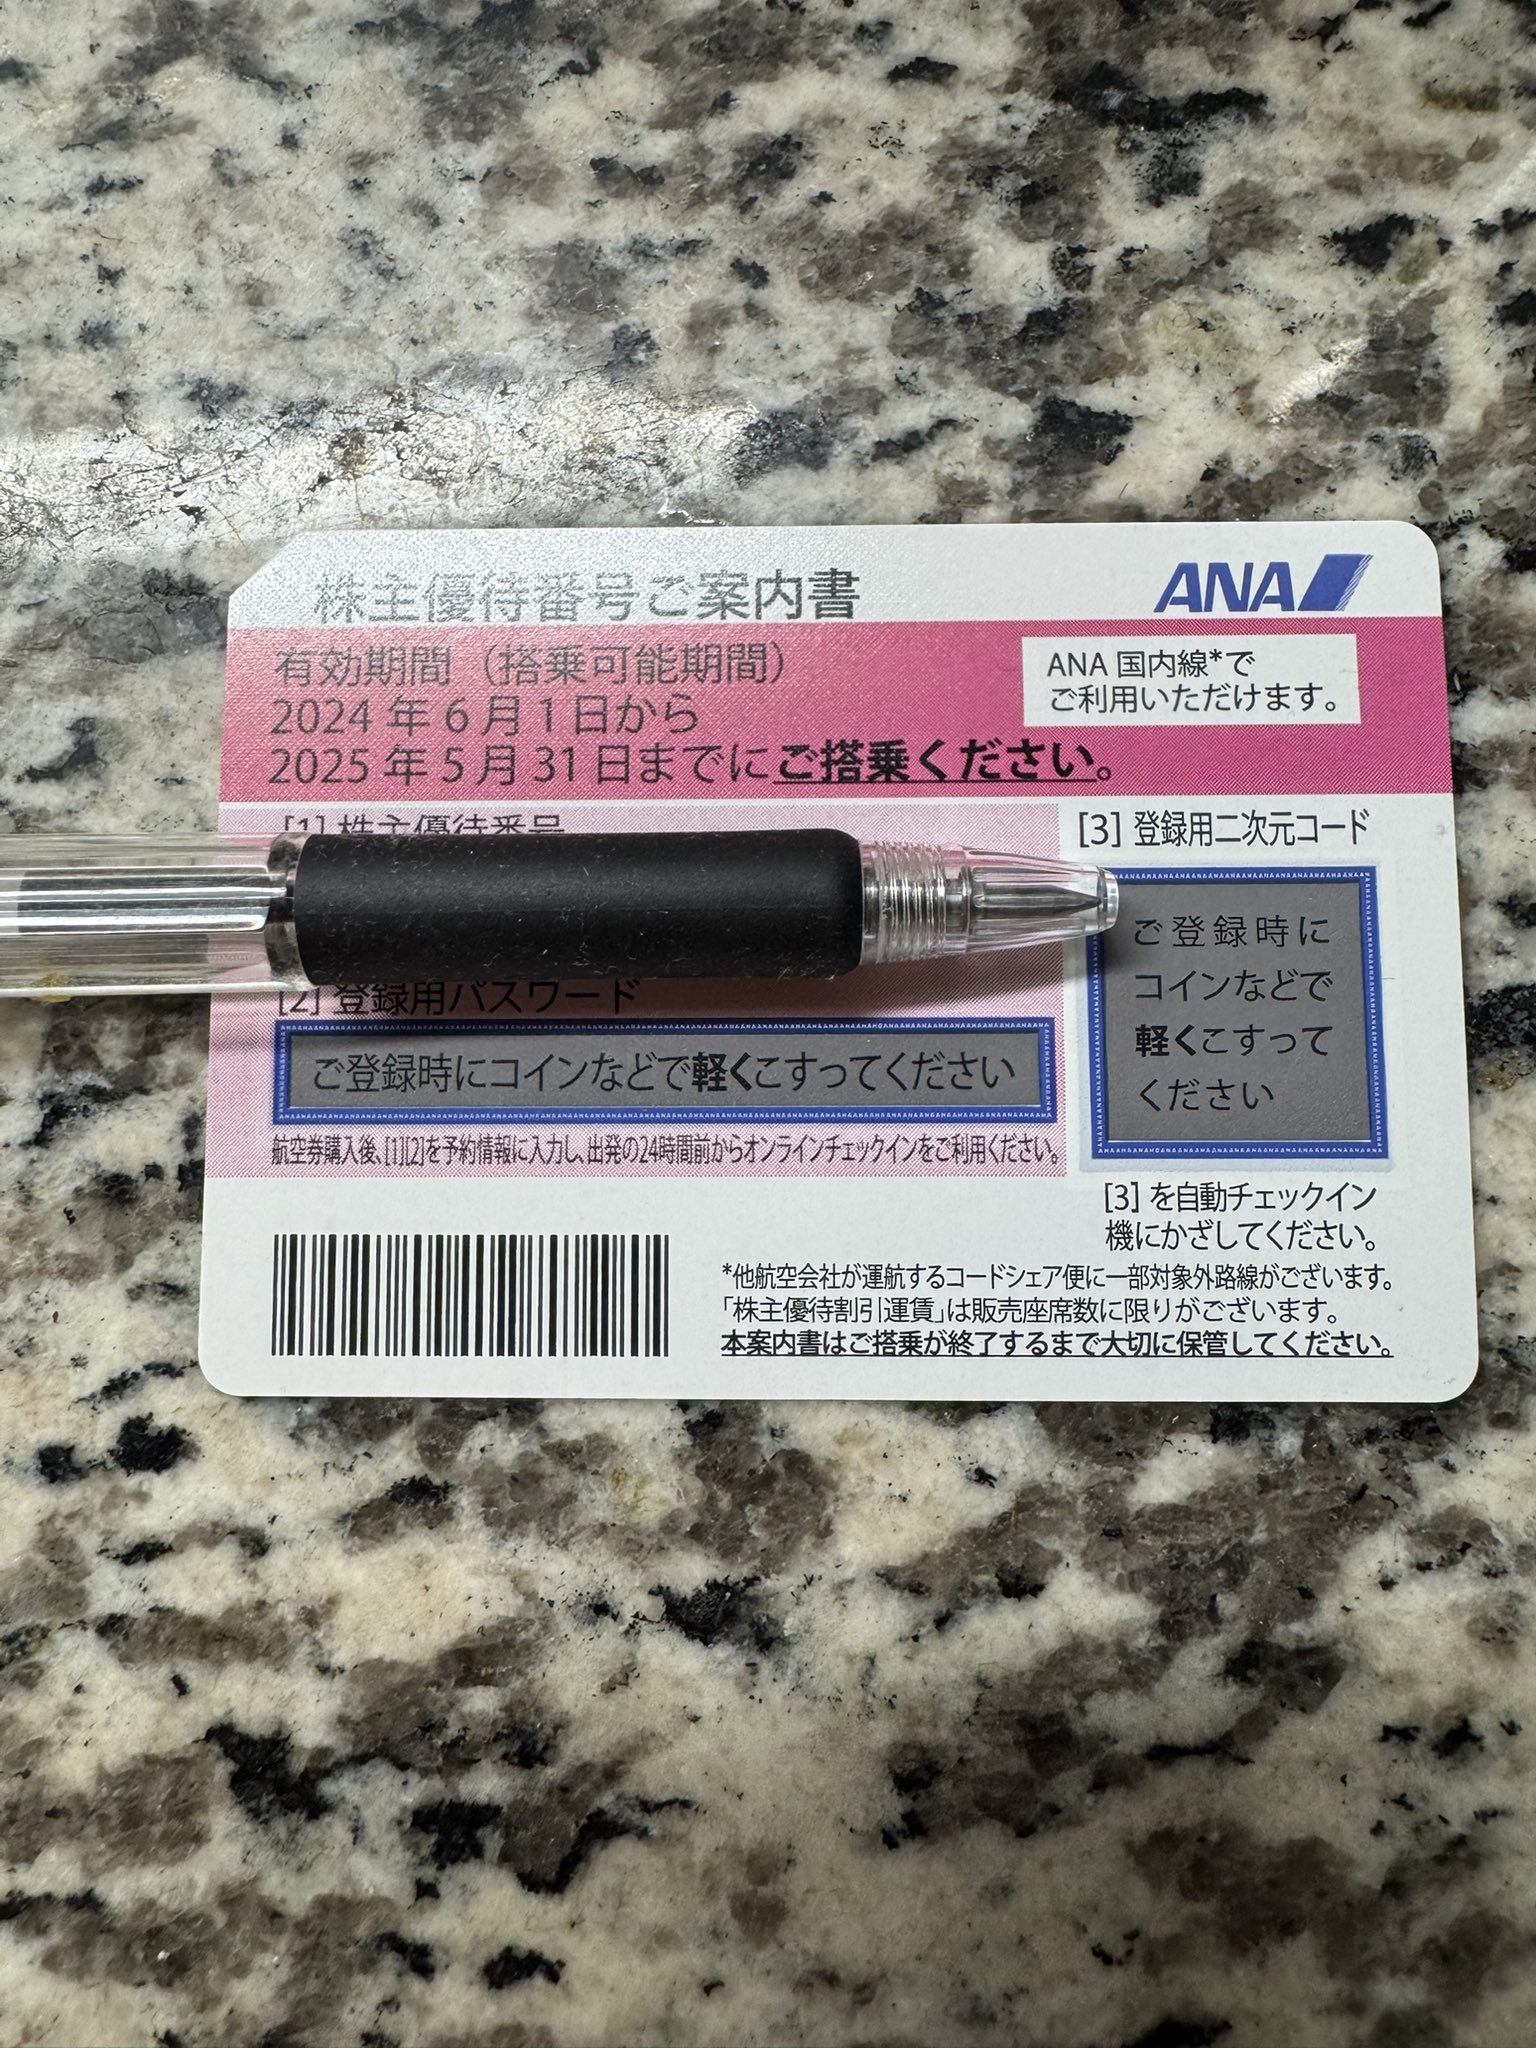 株主優待番号ご案内書
ANA
有効期間（搭乗可能期間）
2024 年 6 月 1 日から
2025 年 5 月 31 日までにご搭乗ください。
ANA 国内線*で
ご利用いただけます。
[1] 株主優待番号
[2] 登録用パスワード
ご登録時にコインなどで軽くこすってください
航空券購入後、[1][2]を予約情報に入力し、出発の24時間前からオンラインチェックインをご利用ください。
[3] 登録用二次元コード
ご登録時に
コインなどで
軽くこすって
ください
[3] を自動チェックイン
機にかざしてください。
*他航空会社が運航するコードシェア便に一部対象外路線がございます。
「株主優待割引運賃」は販売座席数に限りがございます。
本案内書はご搭乗が終了するまで大切に保管してください。